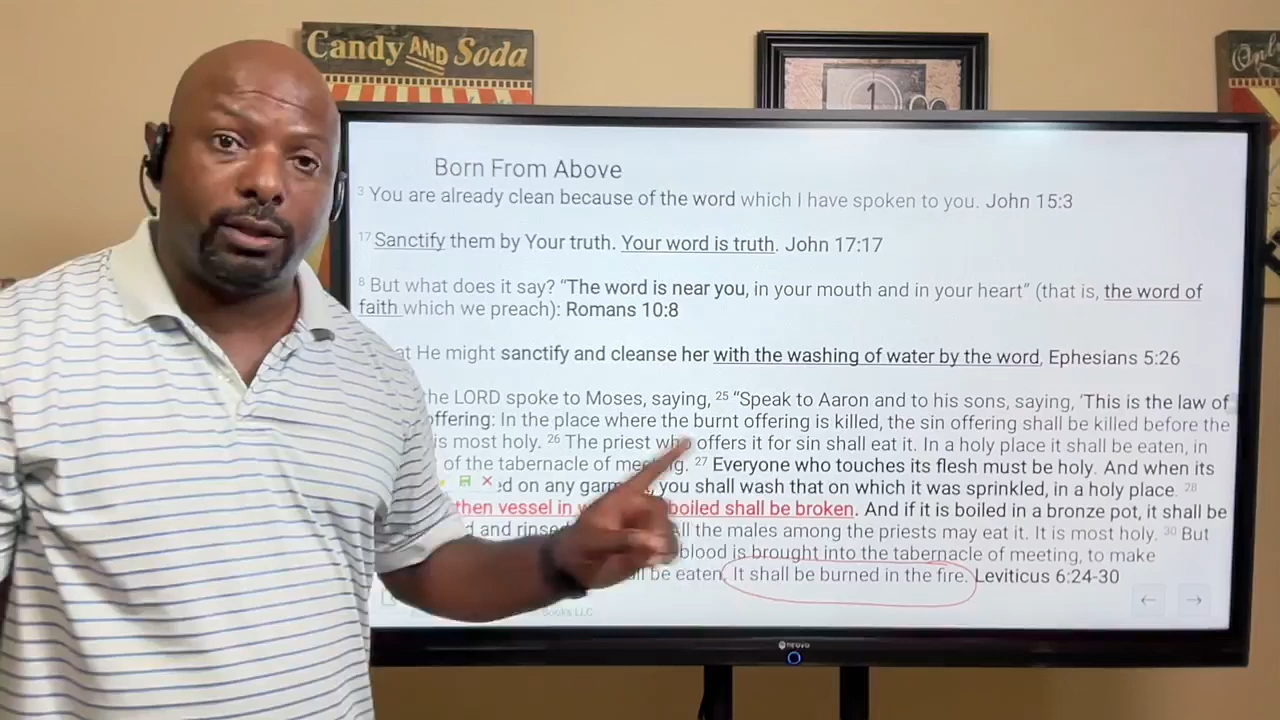 Candy AND Soda
1
Born From Above
3 You are already clean because of the word which I have spoken to you. John 15:3
17 Sanctify them by Your truth. Your word is truth. John 17:17
8 But what does it say? “The word is near you, in your mouth and in your heart” (that is, the word of
faith which we preach): Romans 10:8
at He might sanctify and cleanse her with the washing of water by the word, Ephesians 5:26
he LORD spoke to Moses, saying, 25 “Speak to Aaron and to his sons, saying, ‘This is the law of
offering: In the place where the burnt offering is killed, the sin offering shall be killed before the
is most holy. 26 The priest who offers it for sin shall eat it. In a holy place it shall be eaten, in
of the tabernacle of meeting. 27 Everyone who touches its flesh must be holy. And when its
ed on any garment, you shall wash that on which it was sprinkled, in a holy place. 28
then vessel in boiled shall be broken. And if it is boiled in a bronze pot, it shall be
d and rinsed All the males among the priests may eat it. It is most holy. 30 But
blood is brought into the tabernacle of meeting, to make
be eaten. It shall be burned in the fire. Leviticus 6:24-30
Books LLC